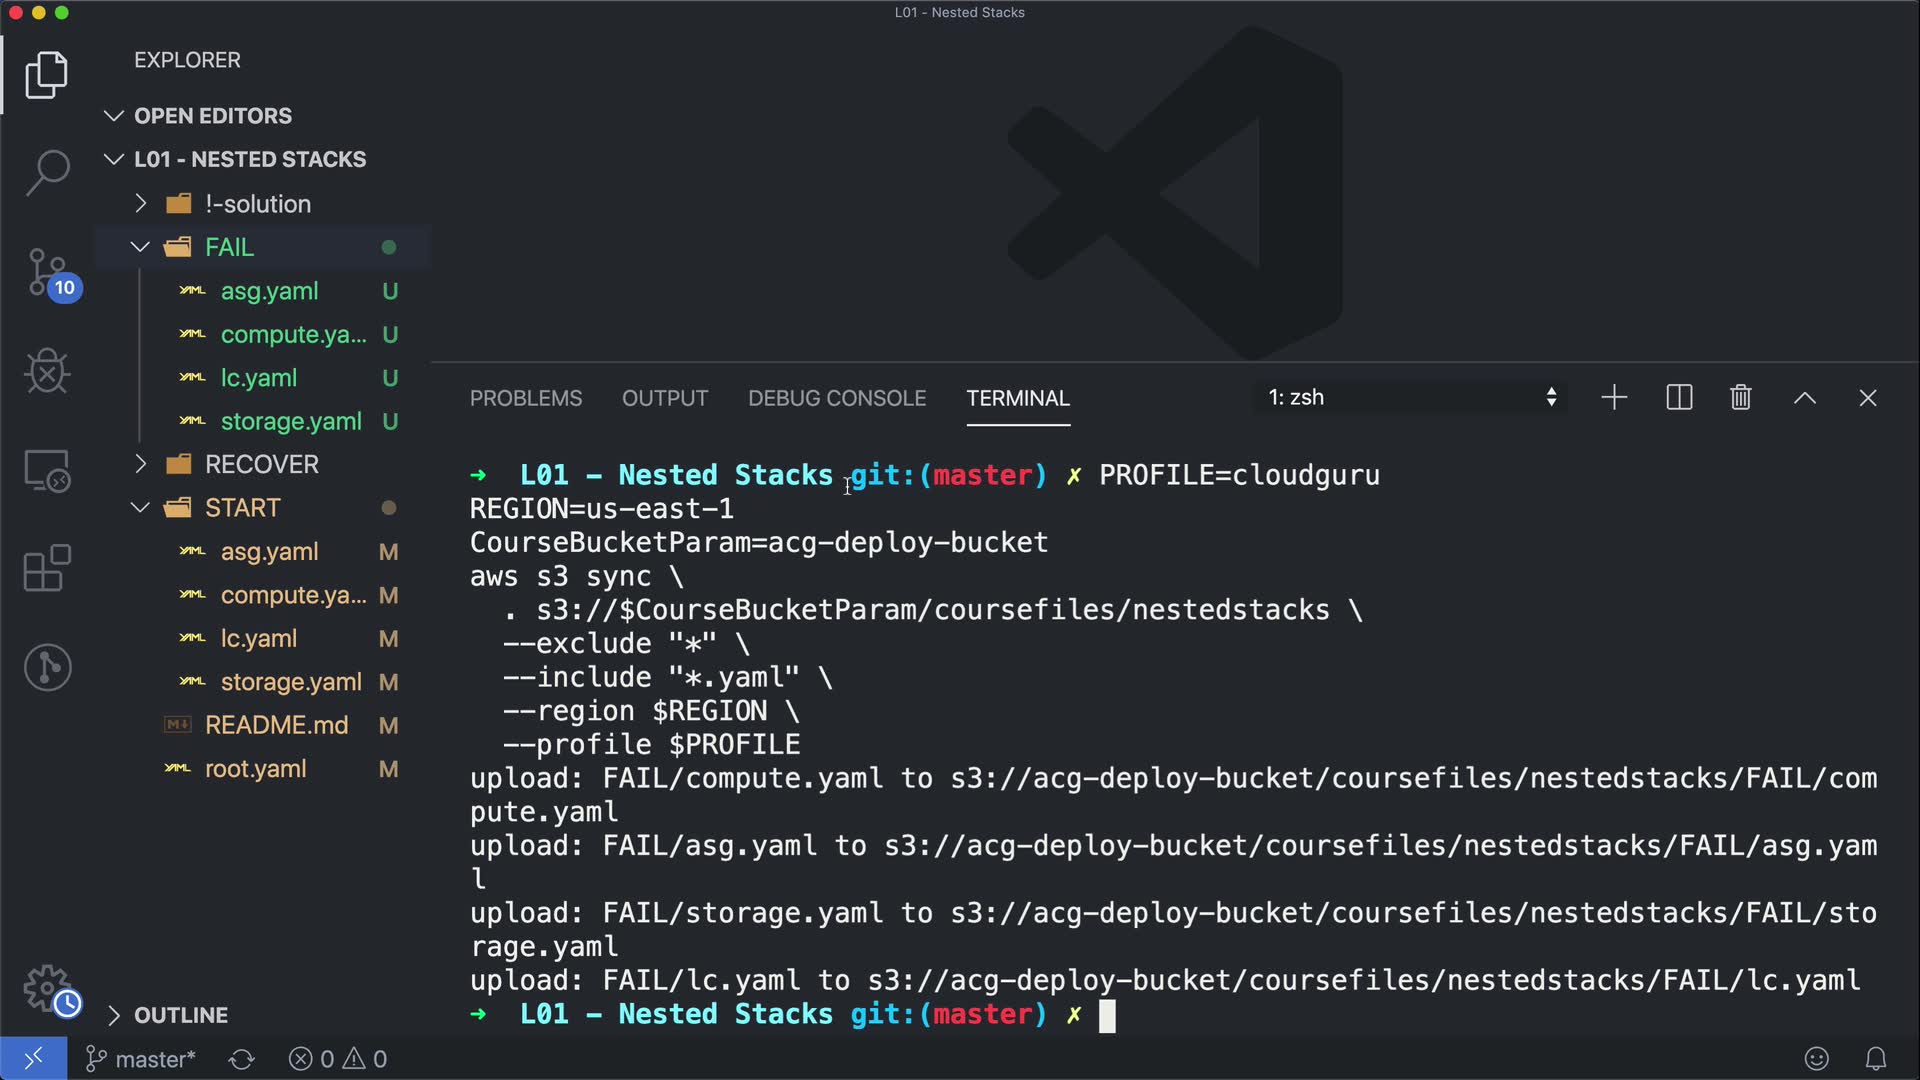 L01 - Nested Stacks
EXPLORER
OPEN EDITORS
L01 - NESTED STACKS
!-solution
FAIL
asg.yaml U
compute.ya... U
lc.yaml U
storage.yaml U
RECOVER
START
asg.yaml M
compute.ya... M
lc.yaml M
storage.yaml M
README.md M
root.yaml M
OUTLINE
10
PROBLEMS OUTPUT DEBUG CONSOLE TERMINAL 1: zsh
➜ L01 - Nested Stacks git:(master) ✗ PROFILE=cloudguru
REGION=us-east-1
CourseBucketParam=acg-deploy-bucket
aws s3 sync \
. s3://$CourseBucketParam/coursefiles/nestedstacks \
--exclude "*" \
--include "*.yaml" \
--region $REGION \
--profile $PROFILE
upload: FAIL/compute.yaml to s3://acg-deploy-bucket/coursefiles/nestedstacks/FAIL/com
pute.yaml
upload: FAIL/asg.yaml to s3://acg-deploy-bucket/coursefiles/nestedstacks/FAIL/asg.yam
l
upload: FAIL/storage.yaml to s3://acg-deploy-bucket/coursefiles/nestedstacks/FAIL/sto
rage.yaml
upload: FAIL/lc.yaml to s3://acg-deploy-bucket/coursefiles/nestedstacks/FAIL/lc.yaml
➜ L01 - Nested Stacks git:(master) ✗
master* 0 0